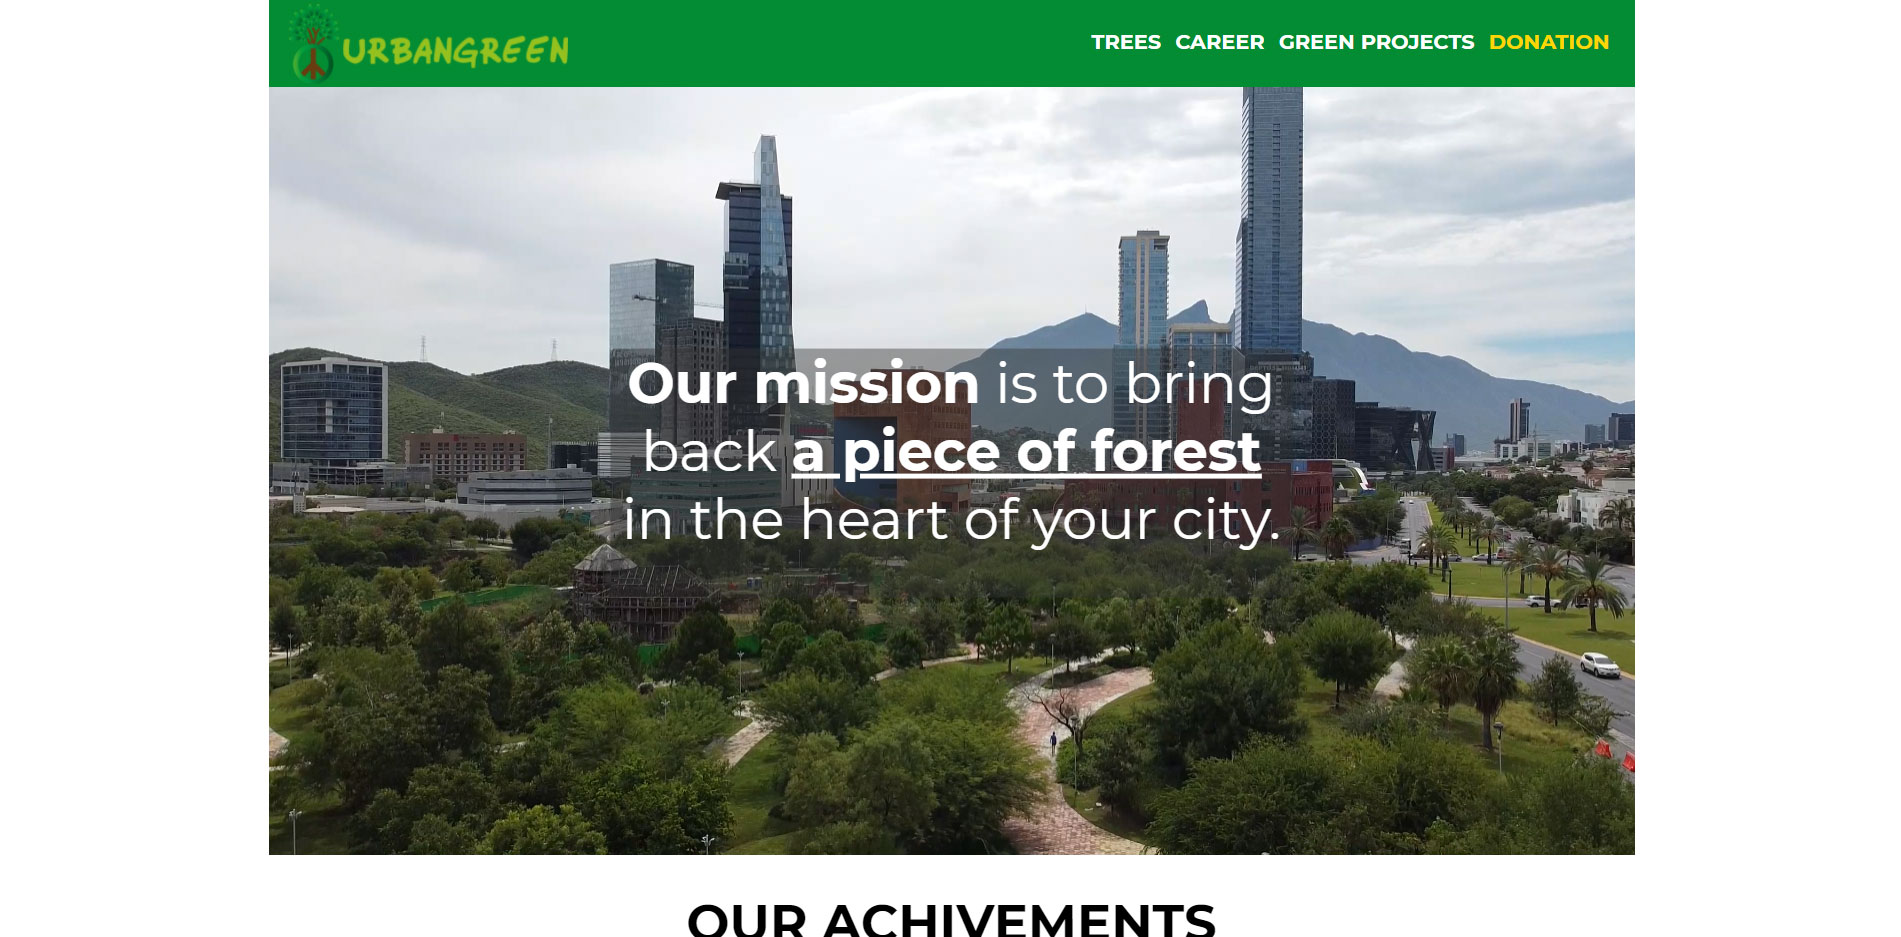 URBANGREEN
TREES CAREER GREEN PROJECTS DONATION
Our mission is to bring
back a piece of forest
in the heart of your city.
OUR ACHIVEMENTS